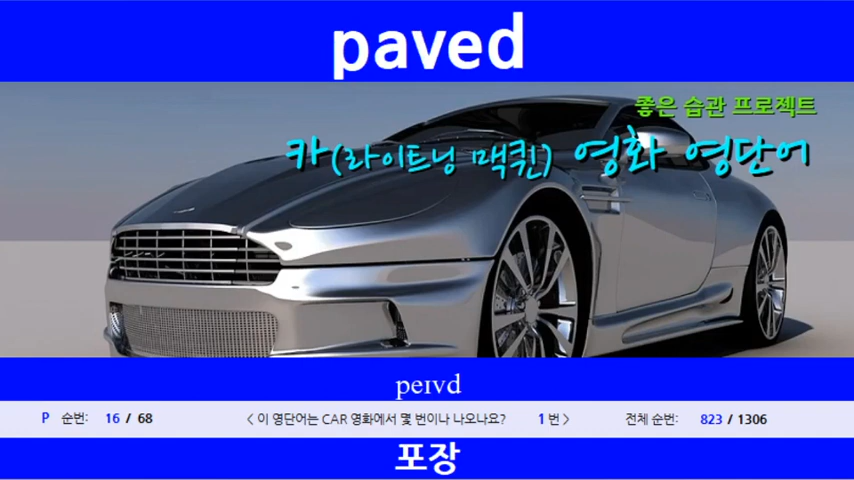 paved
좋은 습관 프로젝트
카(라이트닝 맥퀸) 영화 영단어
peɪvd
P 순번: 16 / 68 < 이 영단어는 CAR 영화에서 몇 번이나 나오나요? 1 번 > 전체 순번: 823 / 1306
포장